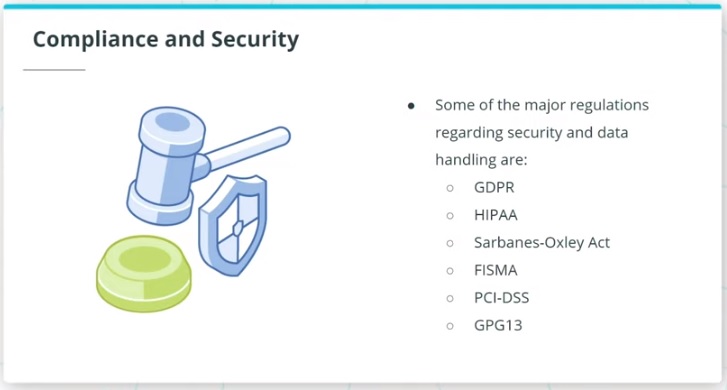 Compliance and Security
● Some of the major regulations
regarding security and data
handling are:
○ GDPR
○ HIPAA
○ Sarbanes-Oxley Act
○ FISMA
○ PCI-DSS
○ GPG13